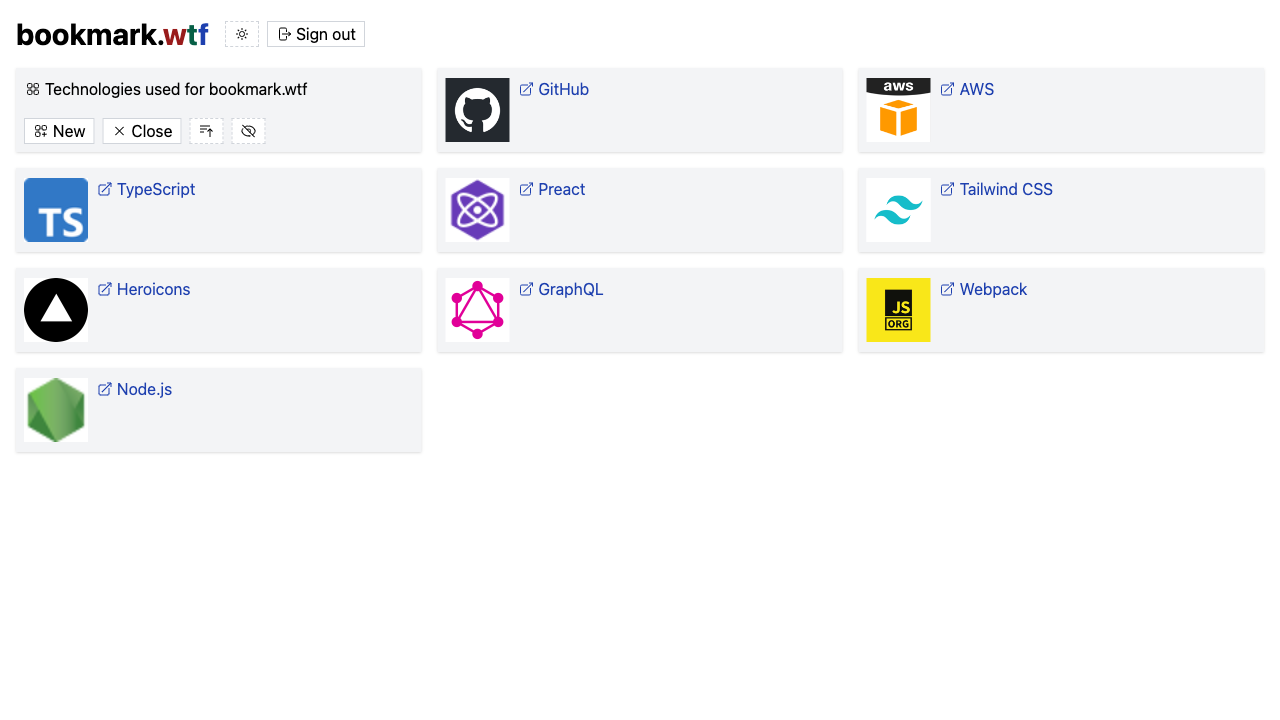 bookmark.wtf
Sign out
Technologies used for bookmark.wtf
New
Close
GitHub
aws
AWS
TS
TypeScript
Preact
Tailwind CSS
Heroicons
GraphQL
JS
ORG
Webpack
Node.js